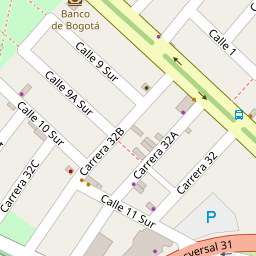 Banco
de Bogotá
Calle 1
Calle 9 Sur
Calle 9A Sur
Calle 10 Sur
Carrera 32B
Carrera 32A
Carrera 32
Carrera 32C
Calle 11 Sur
P
versal 31